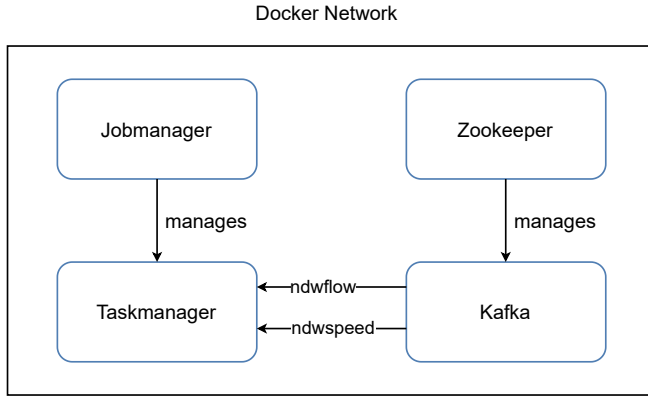 Docker Network
Jobmanager
Zookeeper
manages
manages
Taskmanager
ndwflow
ndwspeed
Kafka